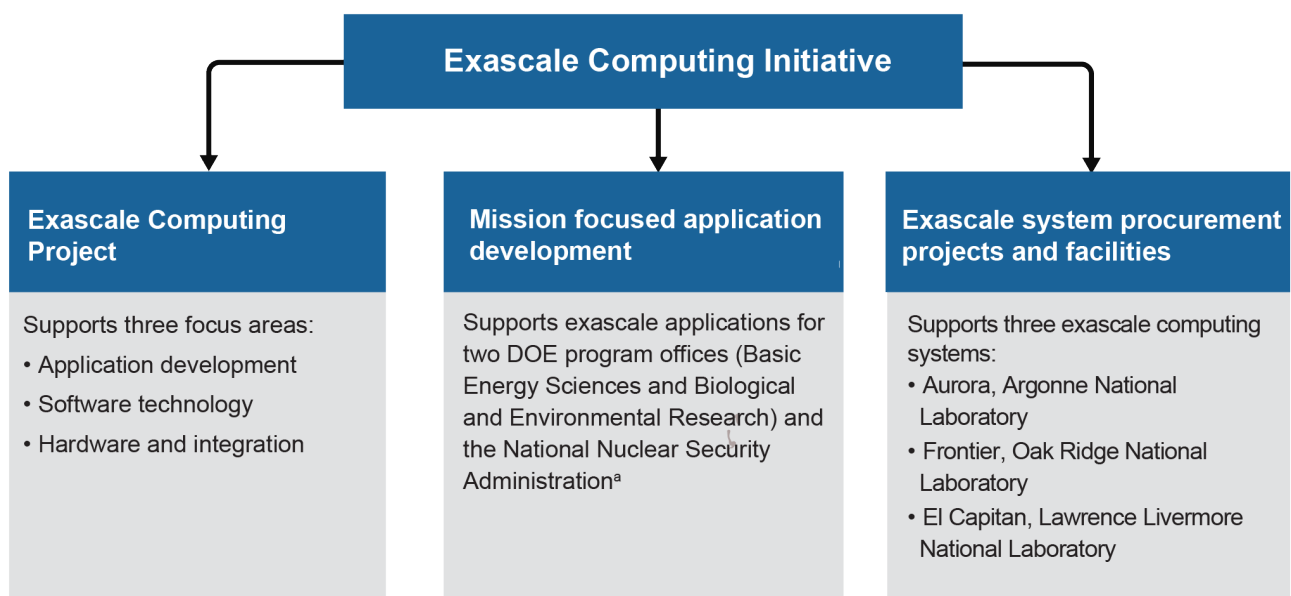 Exascale Computing Initiative
Exascale Computing
Project
Supports three focus areas:
• Application development
• Software technology
• Hardware and integration
Mission focused application
development
Supports exascale applications for
two DOE program offices (Basic
Energy Sciences and Biological
and Environmental Research) and
the National Nuclear Security
Administrationᵃ
Exascale system procurement
projects and facilities
Supports three exascale computing
systems:
• Aurora, Argonne National
Laboratory
• Frontier, Oak Ridge National
Laboratory
• El Capitan, Lawrence Livermore
National Laboratory